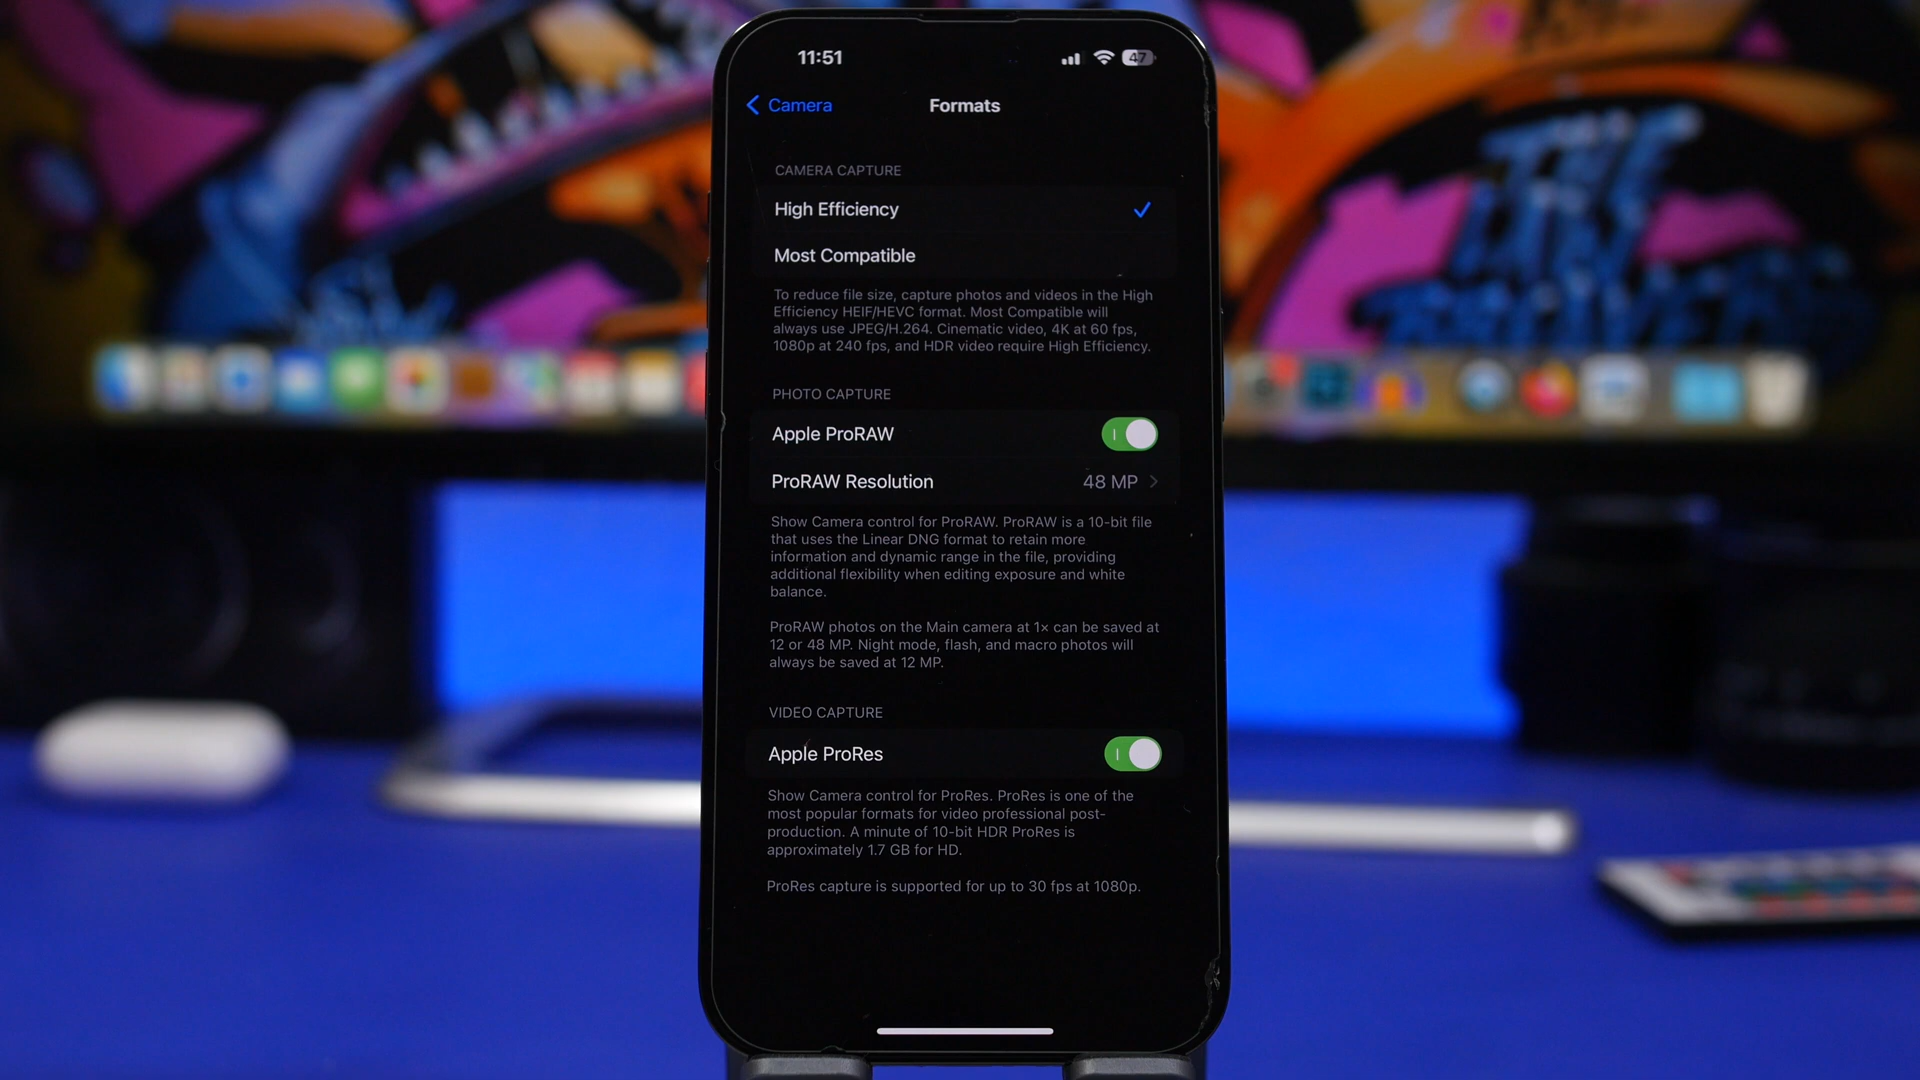 11:51
47
Camera
Formats
CAMERA CAPTURE
High Efficiency
Most Compatible
To reduce file size, capture photos and videos in the High
Efficiency HEIF/HEVC format. Most Compatible will
always use JPEG/H.264. Cinematic video, 4K at 60 fps,
1080p at 240 fps, and HDR video require High Efficiency.
PHOTO CAPTURE
Apple ProRAW
ProRAW Resolution
48 MP
Show Camera control for ProRAW. ProRAW is a 10-bit file
that uses the Linear DNG format to retain more
information and dynamic range in the file, providing
additional flexibility when editing exposure and white
balance.
ProRAW photos on the Main camera at 1× can be saved at
12 or 48 MP. Night mode, flash, and macro photos will
always be saved at 12 MP.
VIDEO CAPTURE
Apple ProRes
Show Camera control for ProRes. ProRes is one of the
most popular formats for video professional post-
production. A minute of 10-bit HDR ProRes is
approximately 1.7 GB for HD.
ProRes capture is supported for up to 30 fps at 1080p.
THE